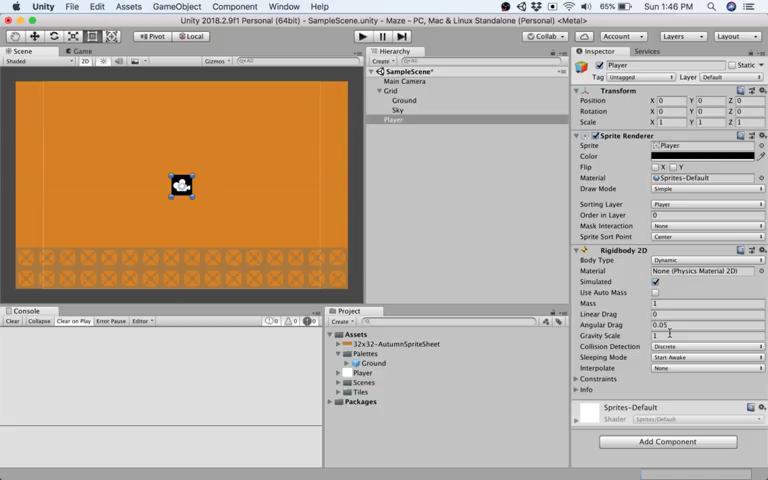 Unity File Edit Assets GameObject Component Window Help 65% Sun 1:46 PM
Unity 2018.2.9f1 Personal (64bit) - SampleScene.unity - Maze - PC, Mac & Linux Standalone (Personal) <Metal>
Pivot Local Collab Account Layers Layout
Scene Game Hierarchy Inspector Services
Shaded 2D Gizmos All Create All
SampleScene*
Main Camera
Grid
Ground
Sky
Player
Player Static
Tag Untagged Layer Default
Transform
Position X 0 Y 0 Z 0
Rotation X 0 Y 0 Z 0
Scale X 1 Y 1 Z 1
Sprite Renderer
Sprite Player
Color
Flip X Y
Material Sprites-Default
Draw Mode Simple
Sorting Layer Player
Order in Layer 0
Mask Interaction None
Sprite Sort Point Center
Rigidbody 2D
Body Type Dynamic
Material None (Physics Material 2D)
Simulated
Use Auto Mass
Mass 1
Linear Drag 0
Angular Drag 0.05
Gravity Scale 1
Collision Detection Discrete
Sleeping Mode Start Awake
Interpolate None
Constraints
Info
Sprites-Default
Shader Sprites/Default
Add Component
Console
Clear Collapse Clear on Play Error Pause Editor 0 0 0
Project
Create
Assets
32x32-AutumnSpriteSheet
Palettes
Ground
Player
Scenes
Tiles
Packages